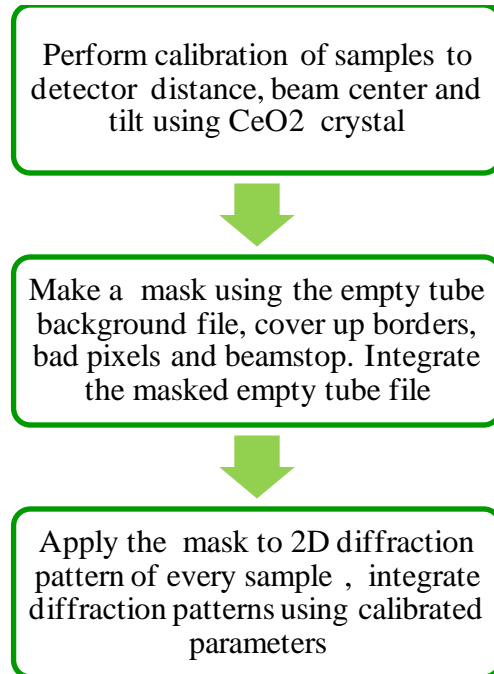 Perform calibration of samples to
detector distance, beam center and
tilt using CeO2 crystal
Make a mask using the empty tube
background file, cover up borders,
bad pixels and beamstop. Integrate
the masked empty tube file
Apply the mask to 2D diffraction
pattern of every sample , integrate
diffraction patterns using calibrated
parameters